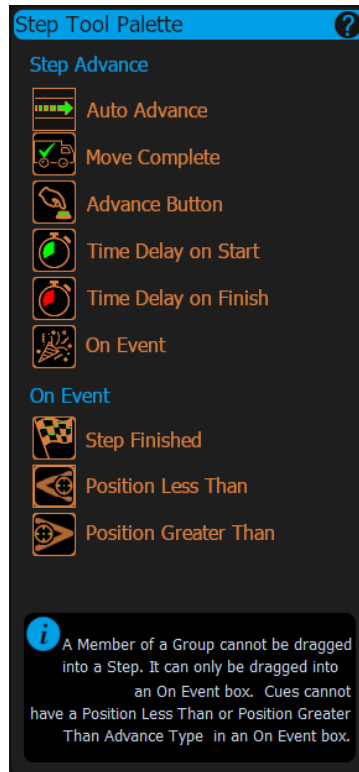 Step Tool Palette ?
Step Advance
Auto Advance
Move Complete
Advance Button
Time Delay on Start
Time Delay on Finish
On Event
On Event
Step Finished
Position Less Than
Position Greater Than
i
A Member of a Group cannot be dragged
into a Step. It can only be dragged into
an On Event box. Cues cannot
have a Position Less Than or Position Greater
Than Advance Type in an On Event box.